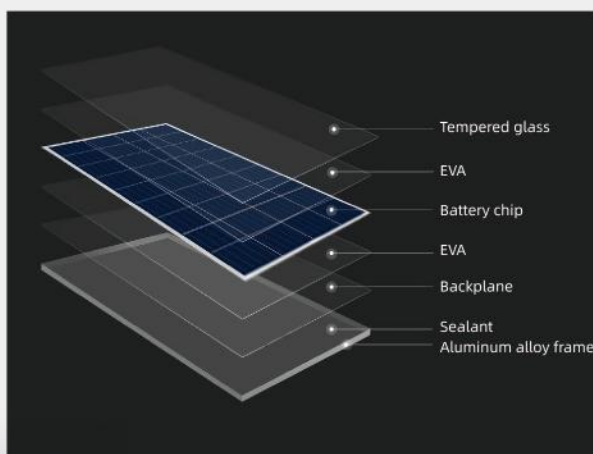 Tempered glass
EVA
Battery chip
EVA
Backplane
Sealant
Aluminum alloy frame